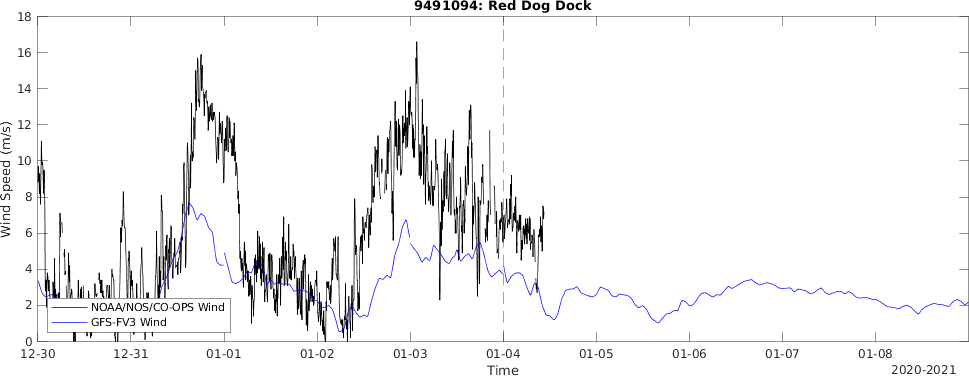 9491094: Red Dog Dock
Wind Speed (m/s)
18
16
14
12
10
8
6
4
2
0
NOAA/NOS/CO-OPS Wind
GFS-FV3 Wind
12-30 12-31 01-01 01-02 01-03 01-04 01-05 01-06 01-07 01-08
Time
2020-2021